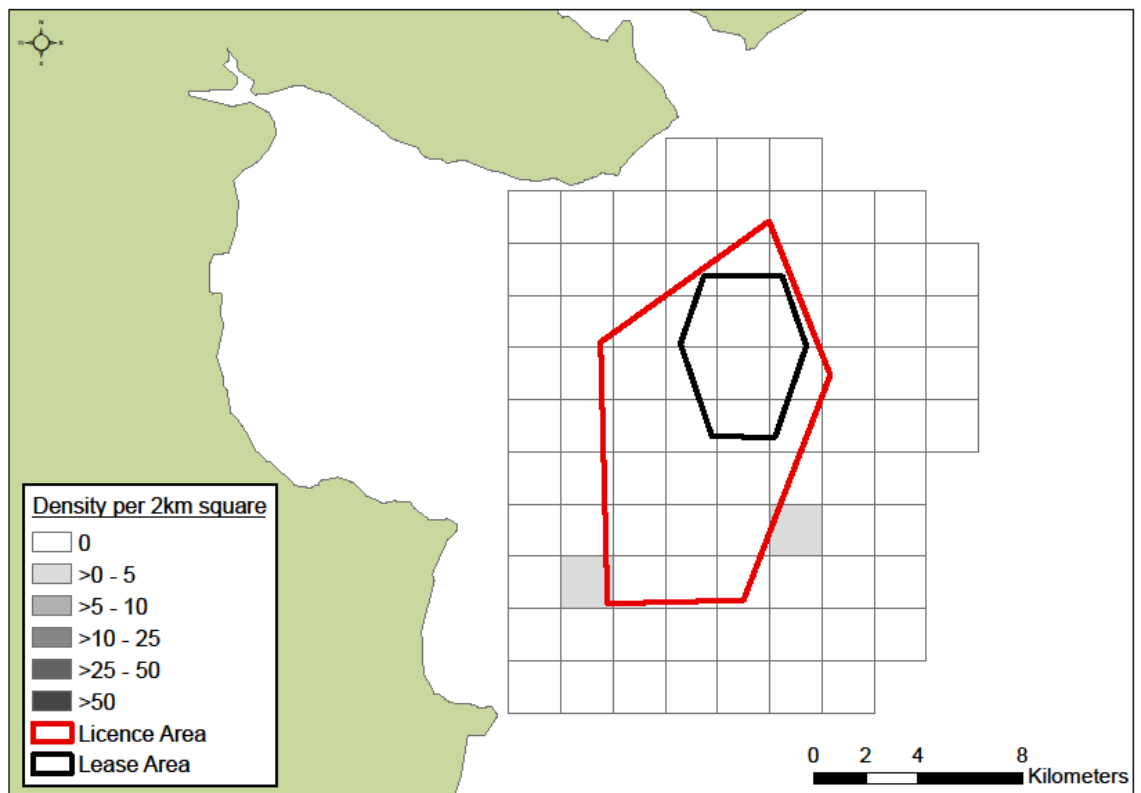 N
W E
S
Density per 2km square
0
>0 - 5
>5 - 10
>10 - 25
>25 - 50
>50
Licence Area
Lease Area
0 2 4 8
Kilometers